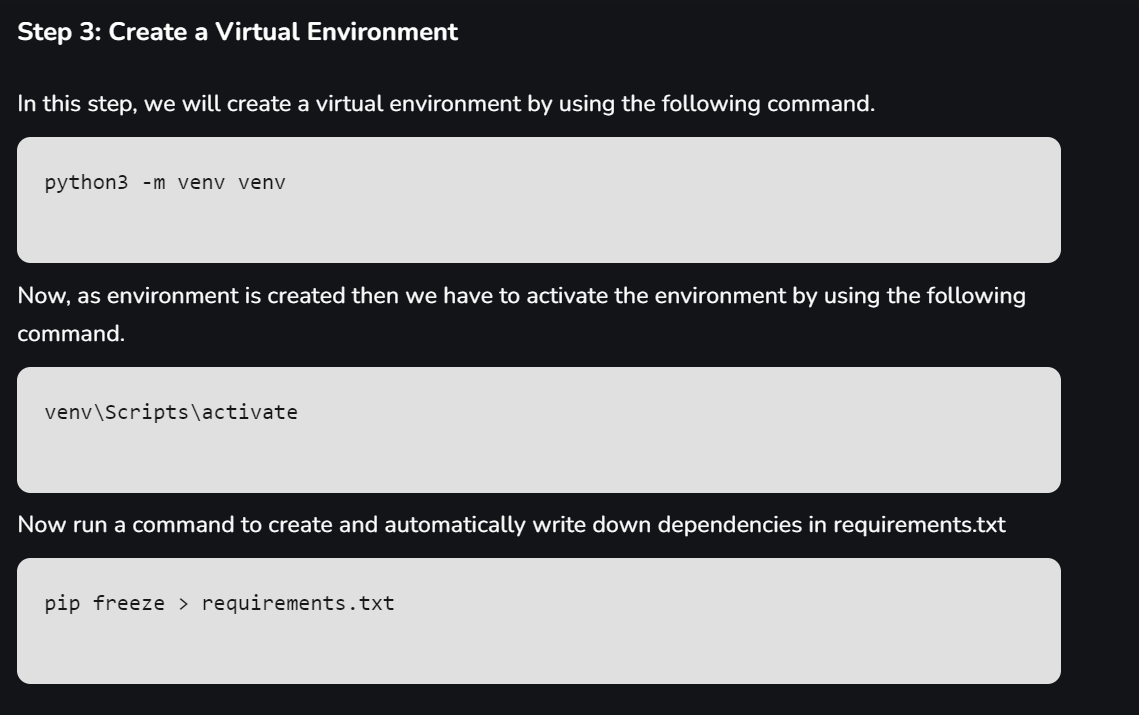 Step 3: Create a Virtual Environment
In this step, we will create a virtual environment by using the following command.
python3 -m venv venv
Now, as environment is created then we have to activate the environment by using the following
command.
venv\Scripts\activate
Now run a command to create and automatically write down dependencies in requirements.txt
pip freeze > requirements.txt